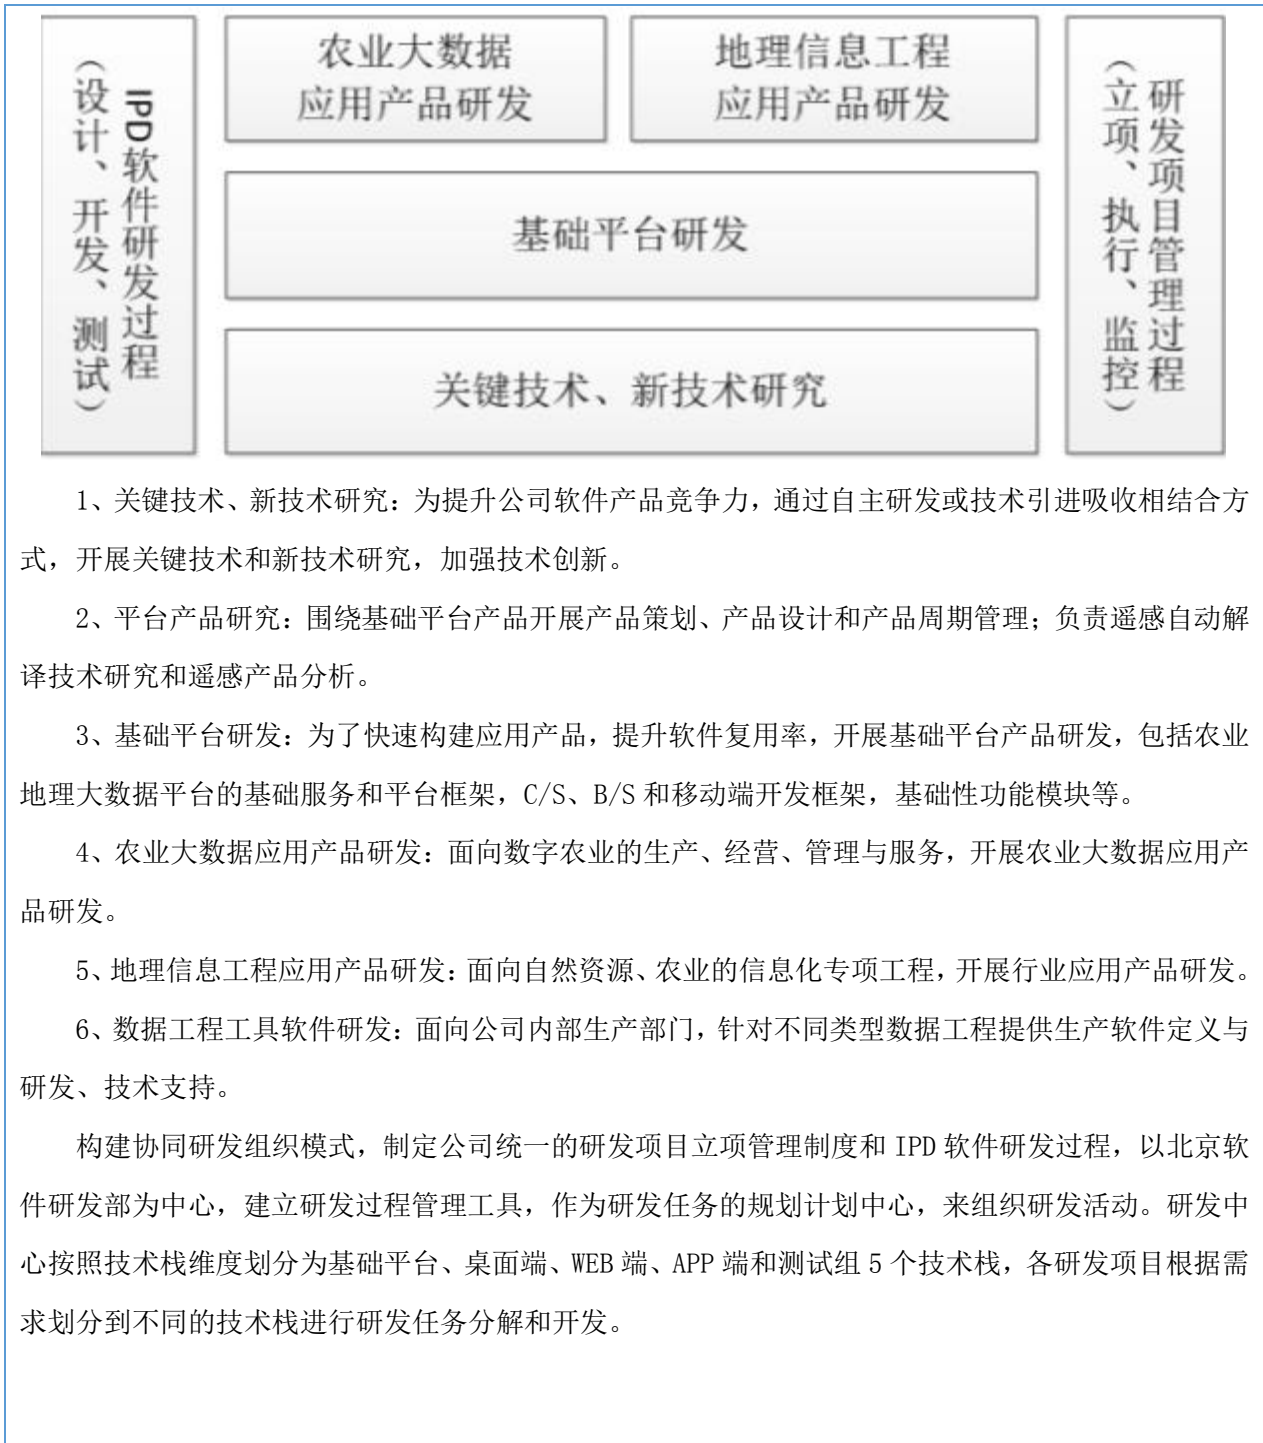 IPD软件研发过程
（设计、开发、测试）
农业大数据
应用产品研发
地理信息工程
应用产品研发
基础平台研发
关键技术、新技术研究
研发项目管理过程
（立项、执行、监控）
1、关键技术、新技术研究：为提升公司软件产品竞争力，通过自主研发或技术引进吸收相结合方
式，开展关键技术和新技术研究，加强技术创新。
2、平台产品研究：围绕基础平台产品开展产品策划、产品设计和产品周期管理；负责遥感自动解
译技术研究和遥感产品分析。
3、基础平台研发：为了快速构建应用产品，提升软件复用率，开展基础平台产品研发，包括农业
地理大数据平台的基础服务和平台框架，C/S、B/S 和移动端开发框架，基础性功能模块等。
4、农业大数据应用产品研发：面向数字农业的生产、经营、管理与服务，开展农业大数据应用产
品研发。
5、地理信息工程应用产品研发：面向自然资源、农业的信息化专项工程，开展行业应用产品研发。
6、数据工程工具软件研发：面向公司内部生产部门，针对不同类型数据工程提供生产软件定义与
研发、技术支持。
构建协同研发组织模式，制定公司统一的研发项目立项管理制度和 IPD 软件研发过程，以北京软
件研发部为中心，建立研发过程管理工具，作为研发任务的规划计划中心，来组织研发活动。研发中
心按照技术栈维度划分为基础平台、桌面端、WEB 端、APP 端和测试组 5 个技术栈，各研发项目根据需
求划分到不同的技术栈进行研发任务分解和开发。